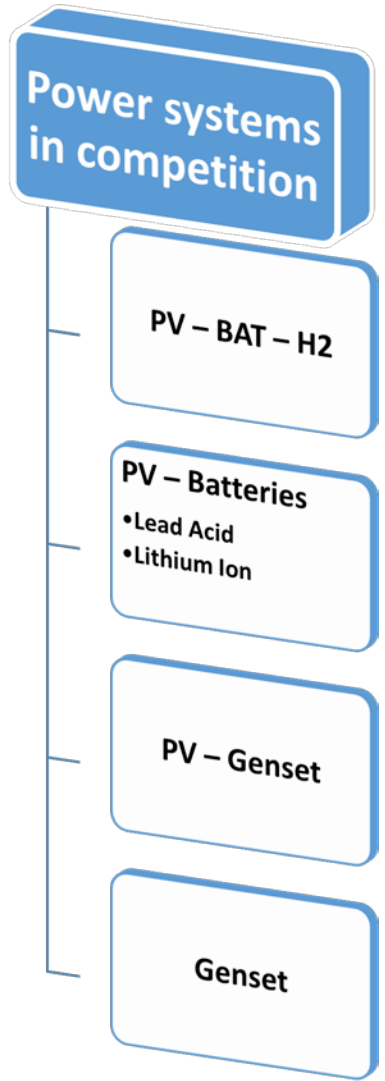 Power systems
in competition
PV – BAT – H2
PV – Batteries
•Lead Acid
•Lithium Ion
PV – Genset
Genset